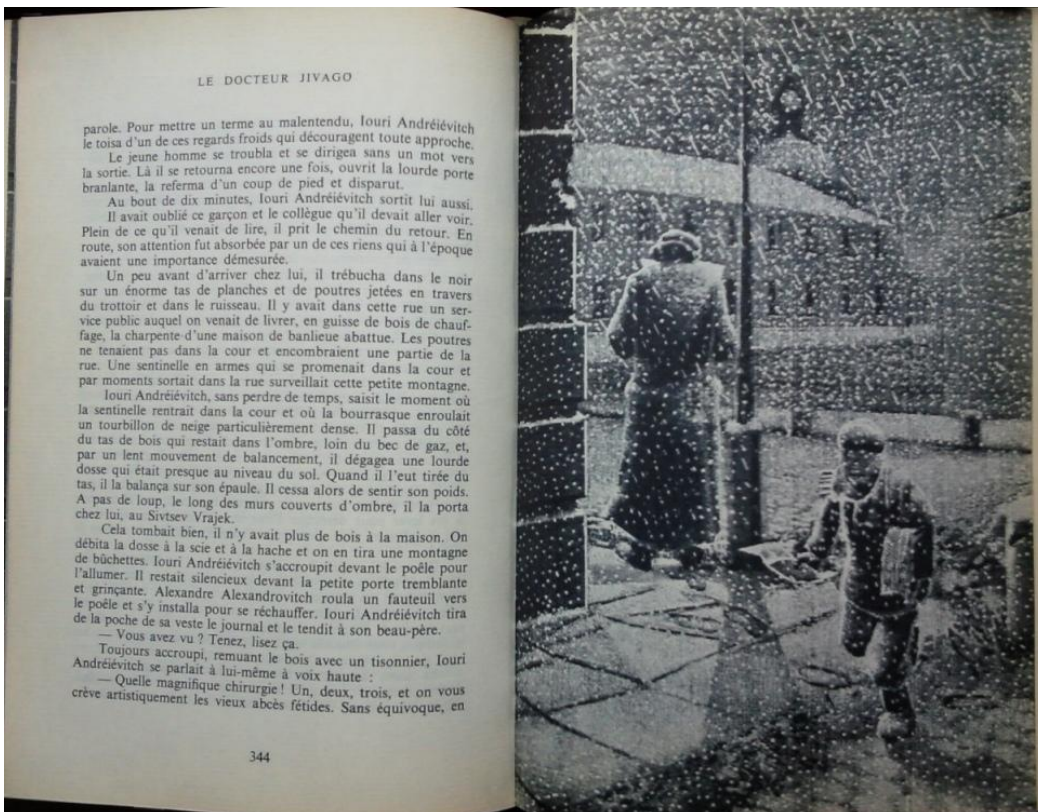 LE DOCTEUR JIVAGO
parole. Pour mettre un terme au malentendu, Iouri Andréiévitch
le toisa d'un de ces regards froids qui découragent toute approche.
Le jeune homme se troubla et se dirigea sans un mot vers
la sortie. Là il se retourna encore une fois, ouvrit la lourde porte
branlante, la referma d'un coup de pied et disparut.
Au bout de dix minutes, Iouri Andréiévitch sortit lui aussi.
Il avait oublié ce garçon et le collègue qu'il devait aller voir.
Plein de ce qu'il venait de lire, il prit le chemin du retour. En
route, son attention fut absorbée par un de ces riens qui à l'époque
avaient une importance démesurée.
Un peu avant d'arriver chez lui, il trébucha dans le noir
sur un énorme tas de planches et de poutres jetées en travers
du trottoir et dans le ruisseau. Il y avait dans cette rue un ser-
vice public auquel on venait de livrer, en guise de bois de chauf-
fage, la charpente d'une maison de banlieue abattue. Les poutres
ne tenaient pas dans la cour et encombraient une partie de la
rue. Une sentinelle en armes qui se promenait dans la cour et
par moments sortait dans la rue surveillait cette petite montagne.
Iouri Andréiévitch, sans perdre de temps, saisit le moment où
la sentinelle rentrait dans la cour et où la bourrasque enroulait
un tourbillon de neige particulièrement dense. Il passa du côté
du tas de bois qui restait dans l'ombre, loin du bec de gaz, et,
par un lent mouvement de balancement, il dégagea une lourde
dosse qui était presque au niveau du sol. Quand il l'eut tirée du
tas, il la balança sur son épaule. Il cessa alors de sentir son poids.
A pas de loup, le long des murs couverts d'ombre, il la porta
chez lui, au Sivtsev Vrajek.
Cela tombait bien, il n'y avait plus de bois à la maison. On
débita la dosse à la scie et à la hache et on en tira une montagne
de bûchettes. Iouri Andréiévitch s'accroupit devant le poêle pour
l'allumer. Il restait silencieux devant la petite porte tremblante
et grinçante. Alexandre Alexandrovitch roula un fauteuil vers
le poêle et s'y installa pour se réchauffer. Iouri Andréiévitch tira
de la poche de sa veste le journal et le tendit à son beau-père.
— Vous avez vu ? Tenez, lisez ça.
Toujours accroupi, remuant le bois avec un tisonnier, Iouri
Andréiévitch se parlait à lui-même à voix haute :
— Quelle magnifique chirurgie ! Un, deux, trois, et on vous
crève artistiquement les vieux abcès fétides. Sans équivoque, en
344